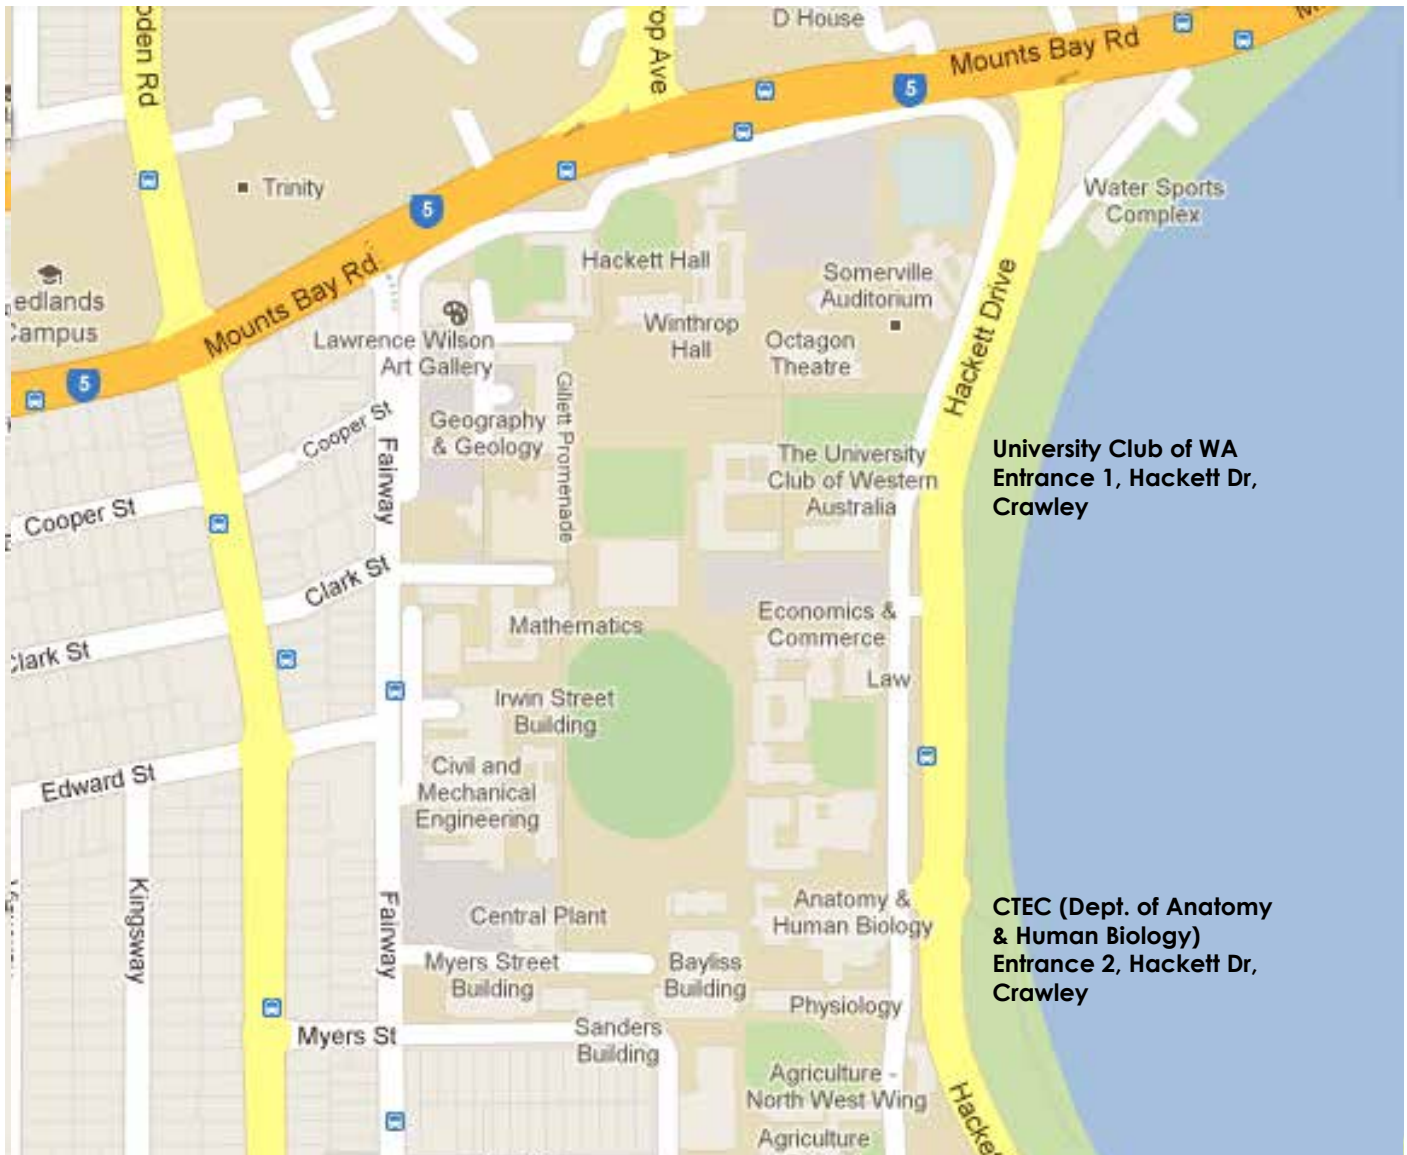 D House
Mounts Bay Rd
5
Trinity
Water Sports
Complex
5
Hackett Hall
Somerville
Auditorium
Mounts Bay Rd
Winthrop
Hall
Octagon
Theatre
Lawrence Wilson
Art Gallery
Hackett Drive
5
Gillett Promenade
Cooper St
Geography
& Geology
Fairway
The University
Club of Western
Australia
University Club of WA
Entrance 1, Hackett Dr,
Crawley
Cooper St
Clark St
Mathematics
Economics &
Commerce
Law
Irwin Street
Building
Edward St
Civil and
Mechanical
Engineering
Kingsway
Fairway
Central Plant
Anatomy &
Human Biology
CTEC (Dept. of Anatomy
& Human Biology)
Entrance 2, Hackett Dr,
Crawley
Myers Street
Building
Bayliss
Building
Physiology
Myers St
Sanders
Building
Agriculture -
North West Wing
Agriculture